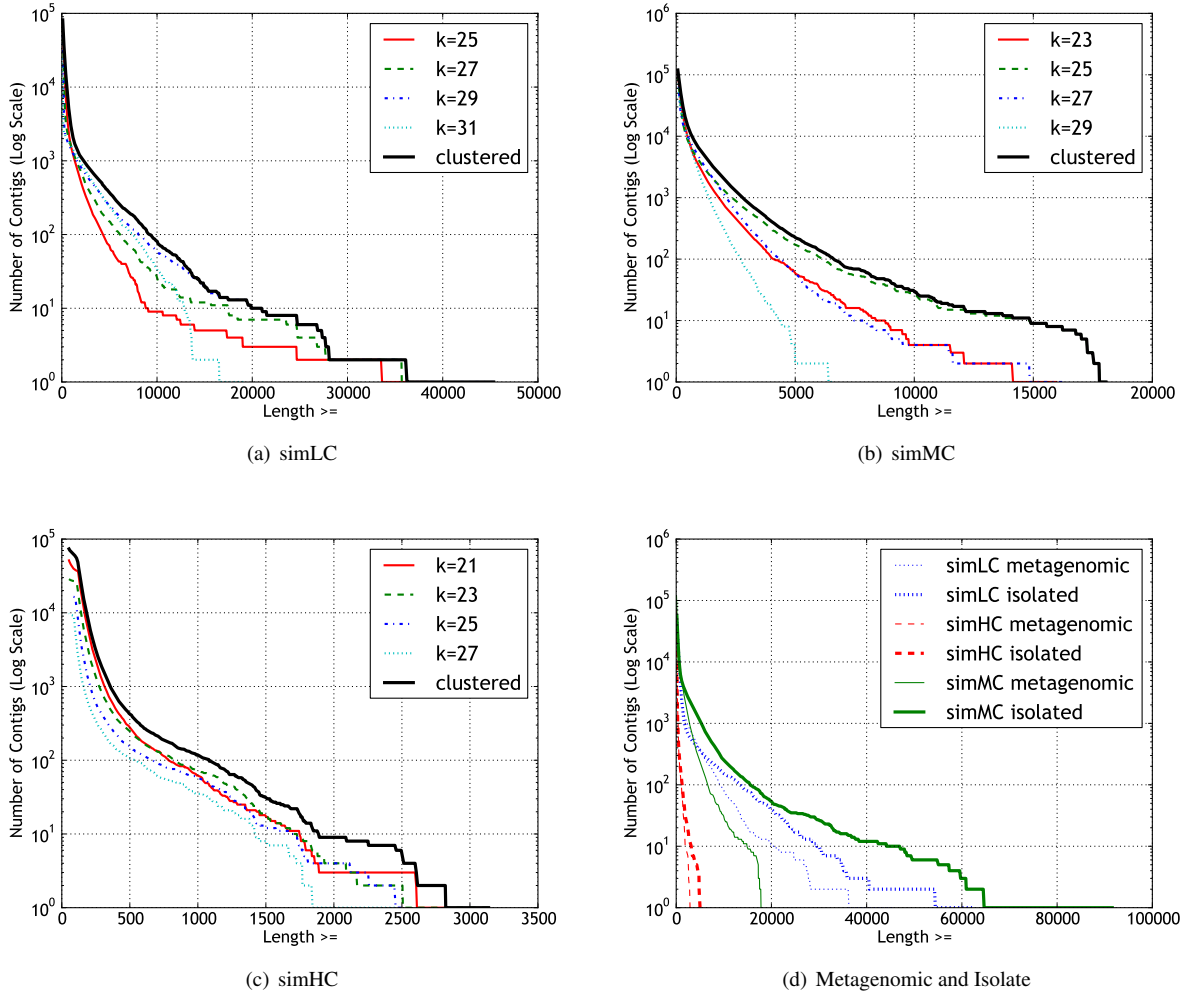 10^5
10^4
10^3
10^2
10^1
10^0
Number of Contigs (Log Scale)
k=25
k=27
k=29
k=31
clustered
0 10000 20000 30000 40000 50000
Length >=
(a) simLC
10^6
10^5
10^4
10^3
10^2
10^1
10^0
Number of Contigs (Log Scale)
k=23
k=25
k=27
k=29
clustered
0 5000 10000 15000 20000
Length >=
(b) simMC
10^5
10^4
10^3
10^2
10^1
10^0
Number of Contigs (Log Scale)
k=21
k=23
k=25
k=27
clustered
0 500 1000 1500 2000 2500 3000 3500
Length >=
(c) simHC
10^6
10^5
10^4
10^3
10^2
10^1
10^0
Number of Contigs (Log Scale)
simLC metagenomic
simLC isolated
simHC metagenomic
simHC isolated
simMC metagenomic
simMC isolated
0 20000 40000 60000 80000 100000
Length >=
(d) Metagenomic and Isolate